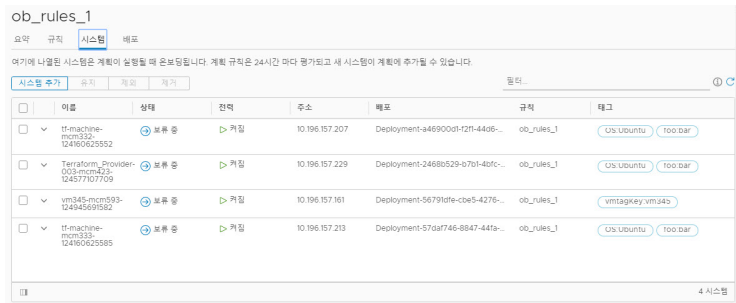 ob_rules_1
요약 규칙 시스템 배포
여기에 나열된 시스템은 계획이 실행될 때 온보딩됩니다. 계획 규칙은 24시간 마다 평가되고 새 시스템이 계획에 추가될 수 있습니다.
시스템 추가 유지 제외 제거 필터...
이름 상태 전력 주소 배포 규칙 태그
tf-machine-mcm332-124160625552 보류 중 켜짐 10.196.157.207 Deployment-a46900d1-f2f1-44d6-... ob_rules_1 OS:Ubuntu foo:bar
Terraform_Provider-003-mcm423-124577107709 보류 중 켜짐 10.196.157.229 Deployment-2468b529-b7b1-4bfc-... ob_rules_1 OS:Ubuntu foo:bar
vm345-mcm593-124945691582 보류 중 켜짐 10.196.157.161 Deployment-56791dfe-cbe5-4276-... ob_rules_1 vmtagkey:vm345
tf-machine-mcm333-124160625585 보류 중 켜짐 10.196.157.213 Deployment-57daf746-8847-44fa-... ob_rules_1 OS:Ubuntu foo:bar
4 시스템